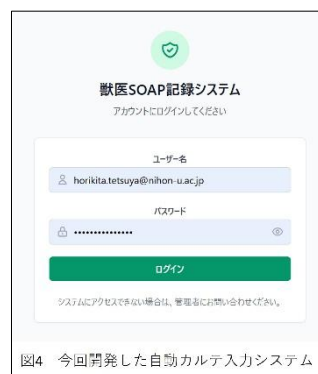 獣医SOAP記録システム
アカウントにログインしてください
ユーザー名
horikita.tetsuya@nihon-u.ac.jp
パスワード
•••••••••••••••
ログイン
システムにアクセスできない場合は、管理者にお問い合わせください。
図4 今回開発した自動カルテ入力システム